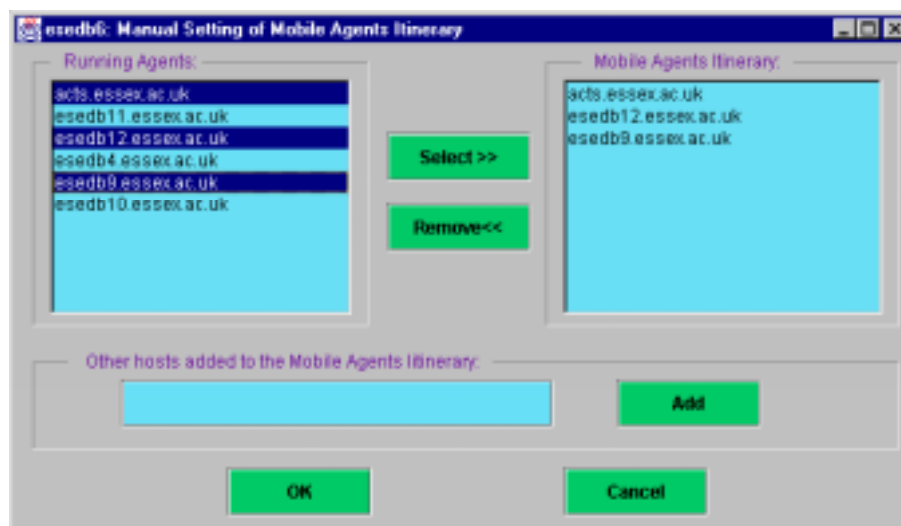 esedb6: Manual Setting of Mobile Agents Itinerary
Running Agents:
acts.essex.ac.uk
esedb11.essex.ac.uk
esedb12.essex.ac.uk
esedb4.essex.ac.uk
esedb9.essex.ac.uk
esedb10.essex.ac.uk
Select >>
Remove<<
Mobile Agents Itinerary:
acts.essex.ac.uk
esedb12.essex.ac.uk
esedb9.essex.ac.uk
Other hosts added to the Mobile Agents Itinerary:
Add
OK
Cancel